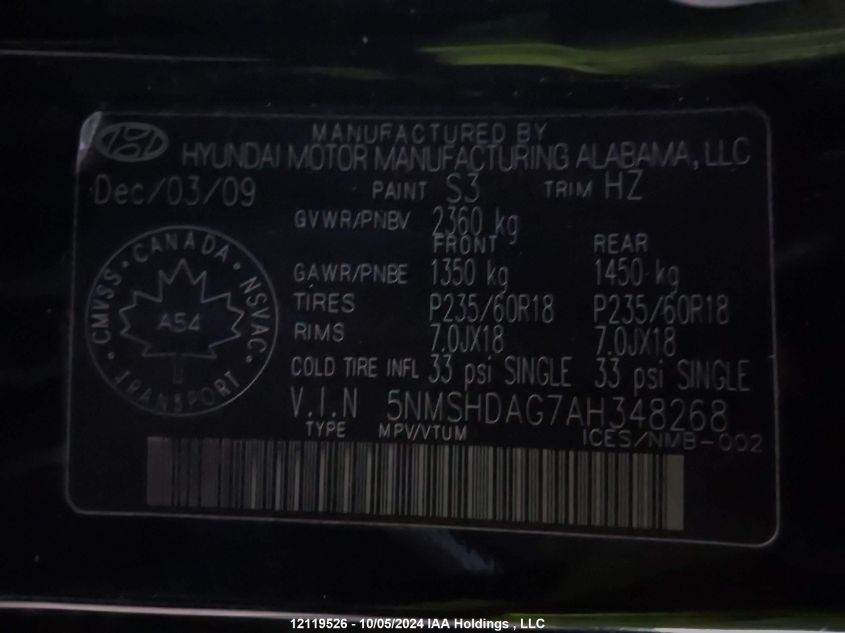 MANUFACTURED BY
HYUNDAI MOTOR MANUFACTURING ALABAMA, LLC
Dec/03/09 PAINT S3 TRIM HZ
GVWR/PNBV 2360 kg
FRONT REAR
GAWR/PNBE 1350 kg 1450 kg
TIRES P235/60R18 P235/60R18
RIMS 7.0JX18 7.0JX18
COLD TIRE INFL 33 psi SINGLE 33 psi SINGLE
V.I.N 5NMSHDAG7AH348268
TYPE MPV/VTUM ICES/NMB-002
CMVSS • CANADA • NSVAC
A54
• TRANSPORT •
12119526 - 10/05/2024 IAA Holdings , LLC